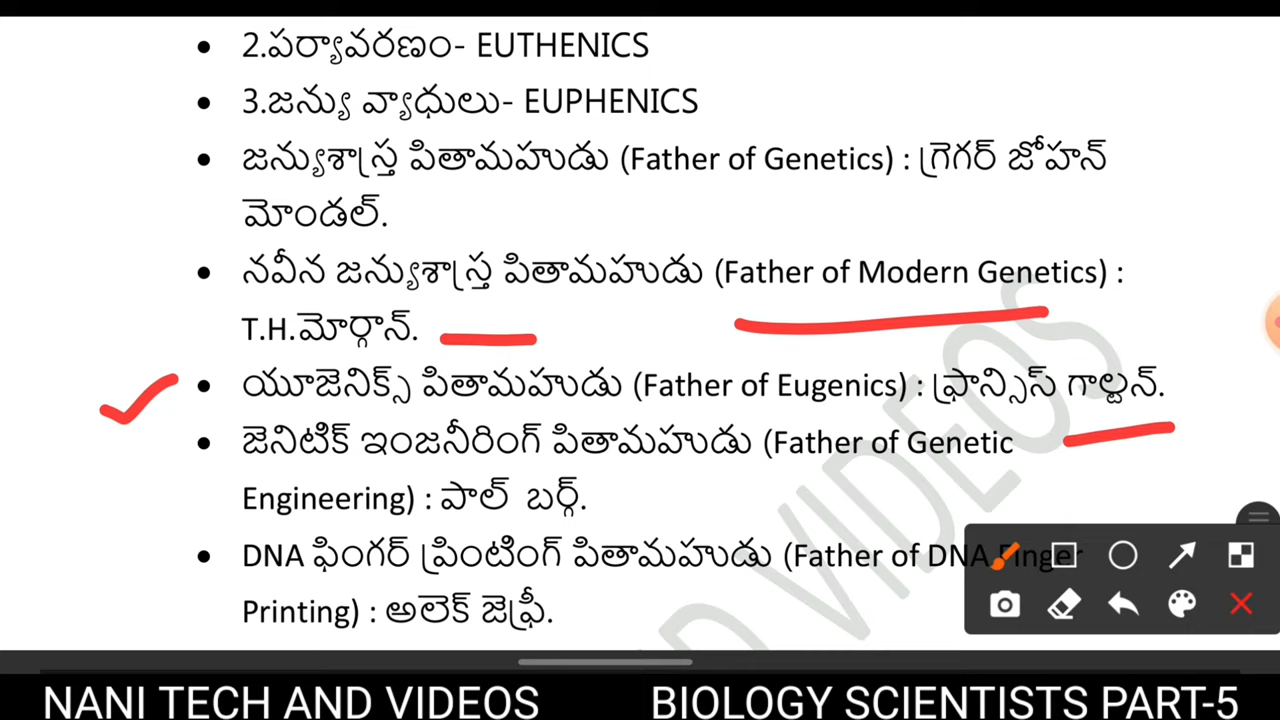 • 2.పర్యావరణం- EUTHENICS
• 3.జన్యు వ్యాధులు- EUPHENICS
• జన్యుశాస్త్ర పితామహుడు (Father of Genetics) : గ్రెగర్ జోహన్
మోండల్.
• నవీన జన్యుశాస్త్ర పితామహుడు (Father of Modern Genetics) :
T.H.మోర్గాన్.
• యూజెనిక్స్ పితామహుడు (Father of Eugenics) : ఫ్రాన్సిస్ గాల్టన్.
• జెనిటిక్ ఇంజనీరింగ్ పితామహుడు (Father of Genetic
Engineering) : పాల్ బర్గ్.
• DNA ఫింగర్ ప్రింటింగ్ పితామహుడు (Father of DNA Finger
Printing) : అలెక్ జెఫ్రీ.
D VIDEOS
NANI TECH AND VIDEOS BIOLOGY SCIENTISTS PART-5